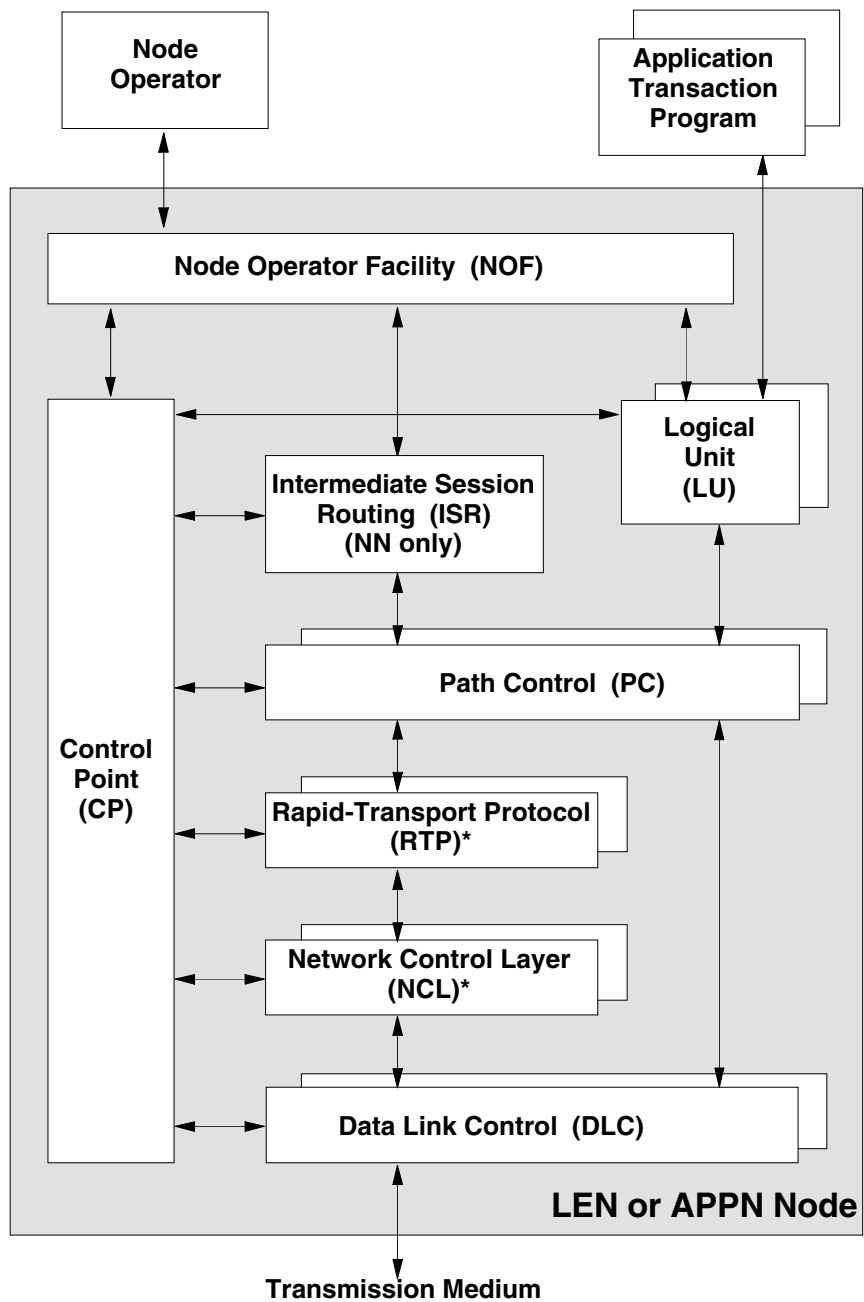 Node
Operator
Application
Transaction
Program
Node Operator Facility (NOF)
Logical
Unit
(LU)
Intermediate Session
Routing (ISR)
(NN only)
Path Control (PC)
Control
Point
(CP)
Rapid-Transport Protocol
(RTP)*
Network Control Layer
(NCL)*
Data Link Control (DLC)
LEN or APPN Node
Transmission Medium